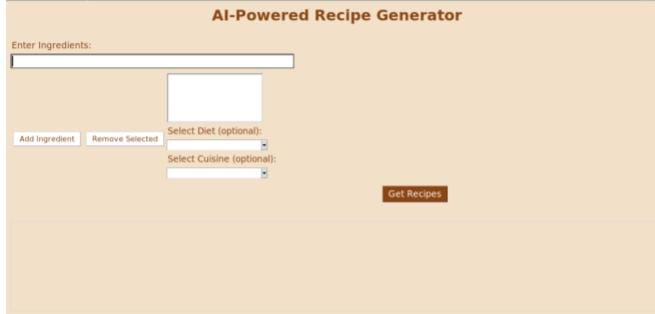 AI-Powered Recipe Generator
Enter Ingredients:
Add Ingredient
Remove Selected
Select Diet (optional):
Select Cuisine (optional):
Get Recipes